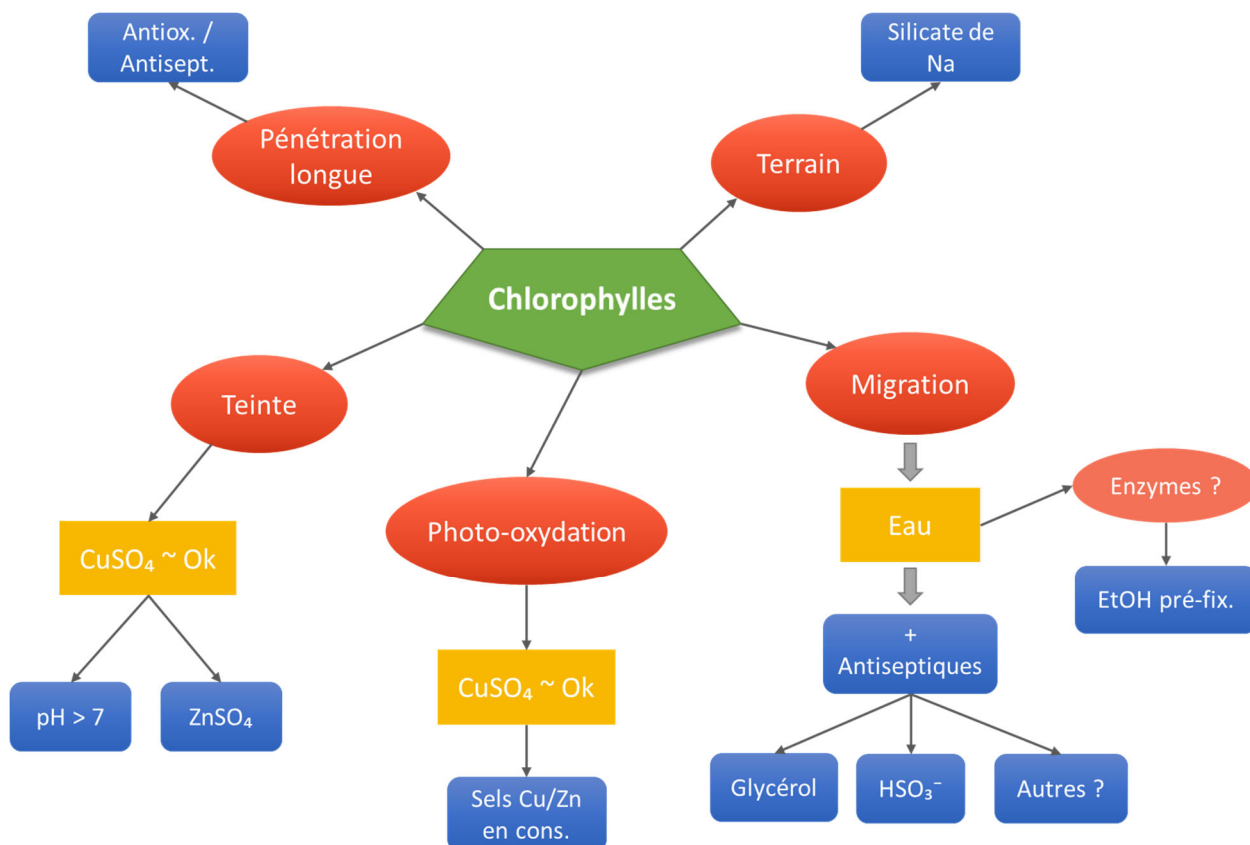 Antiox. /
Antisept.
Silicate de
Na
Pénétration
longue
Terrain
Chlorophylles
Teinte
Migration
Photo-oxydation
Eau
Enzymes ?
CuSO₄ ~ Ok
EtOH pré-fix.
+
Antiseptiques
CuSO₄ ~ Ok
pH > 7
ZnSO₄
Glycérol
HSO₃⁻
Autres ?
Sels Cu/Zn
en cons.